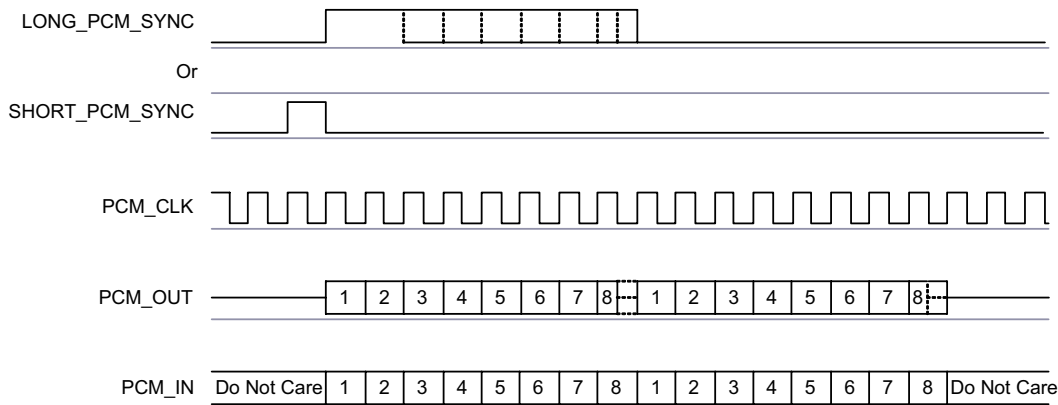 LONG_PCM_SYNC
Or
SHORT_PCM_SYNC
PCM_CLK
PCM_OUT 1 2 3 4 5 6 7 8 1 2 3 4 5 6 7 8
PCM_IN Do Not Care 1 2 3 4 5 6 7 8 1 2 3 4 5 6 7 8 Do Not Care